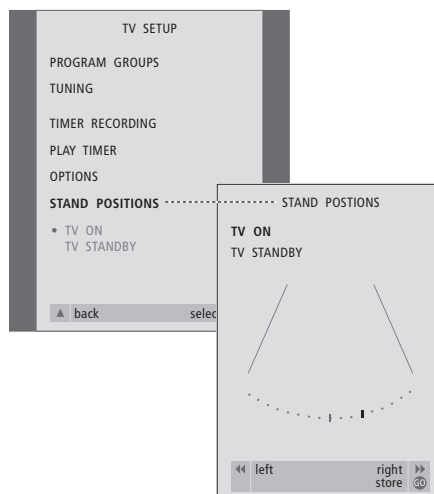 TV SETUP
PROGRAM GROUPS
TUNING
TIMER RECORDING
PLAY TIMER
OPTIONS
STAND POSITIONS
• TV ON
TV STANDBY
▲ back selec
STAND POSTIONS
TV ON
TV STANDBY
◀◀ left right ▶▶
store GO